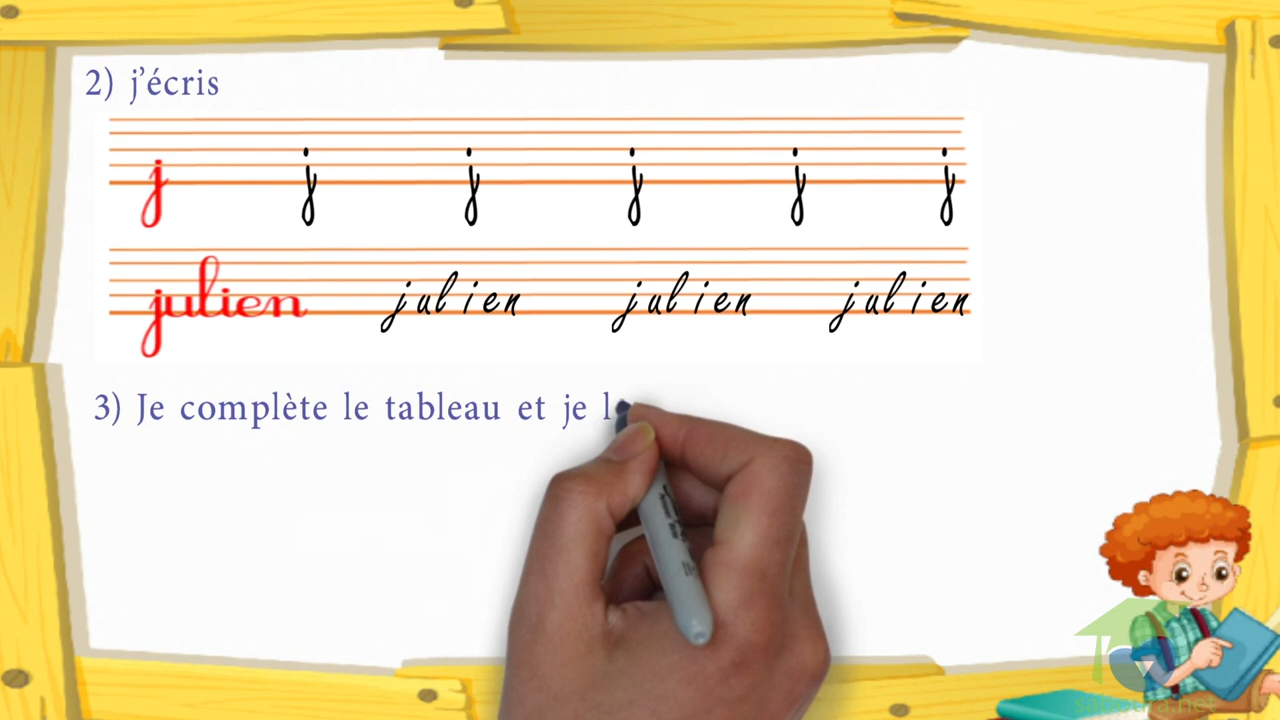 2) j'écris
j j j j j j
julien julien julien julien
3) Je complète le tableau et je